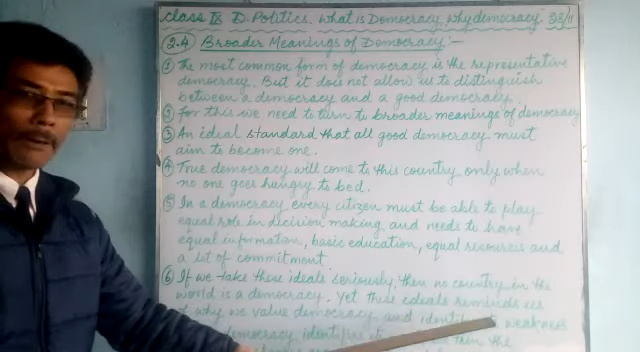 Class IX D. Politics. What is Democracy, Why democracy. 23/11
2.4 Broader Meanings of Democracy:-
1 The most common form of democracy is the representative
democracy. But it does not allow us to distinguish
between a democracy and a good democracy.
2 For this we need to turn to broader meanings of democracy
3 An ideal standard that all good democracy must
aim to become one.
4 True democracy will come to this country only when
no one goes hungry to bed.
5 In a democracy every citizen must be able to play
equal role in decision making and needs to have
equal information, basic education, equal resources and
a lot of commitment.
6 If we take these ideals seriously, then no country in the
world is a democracy. Yet these ideals reminds us
of why we value democracy and weakness
democracy